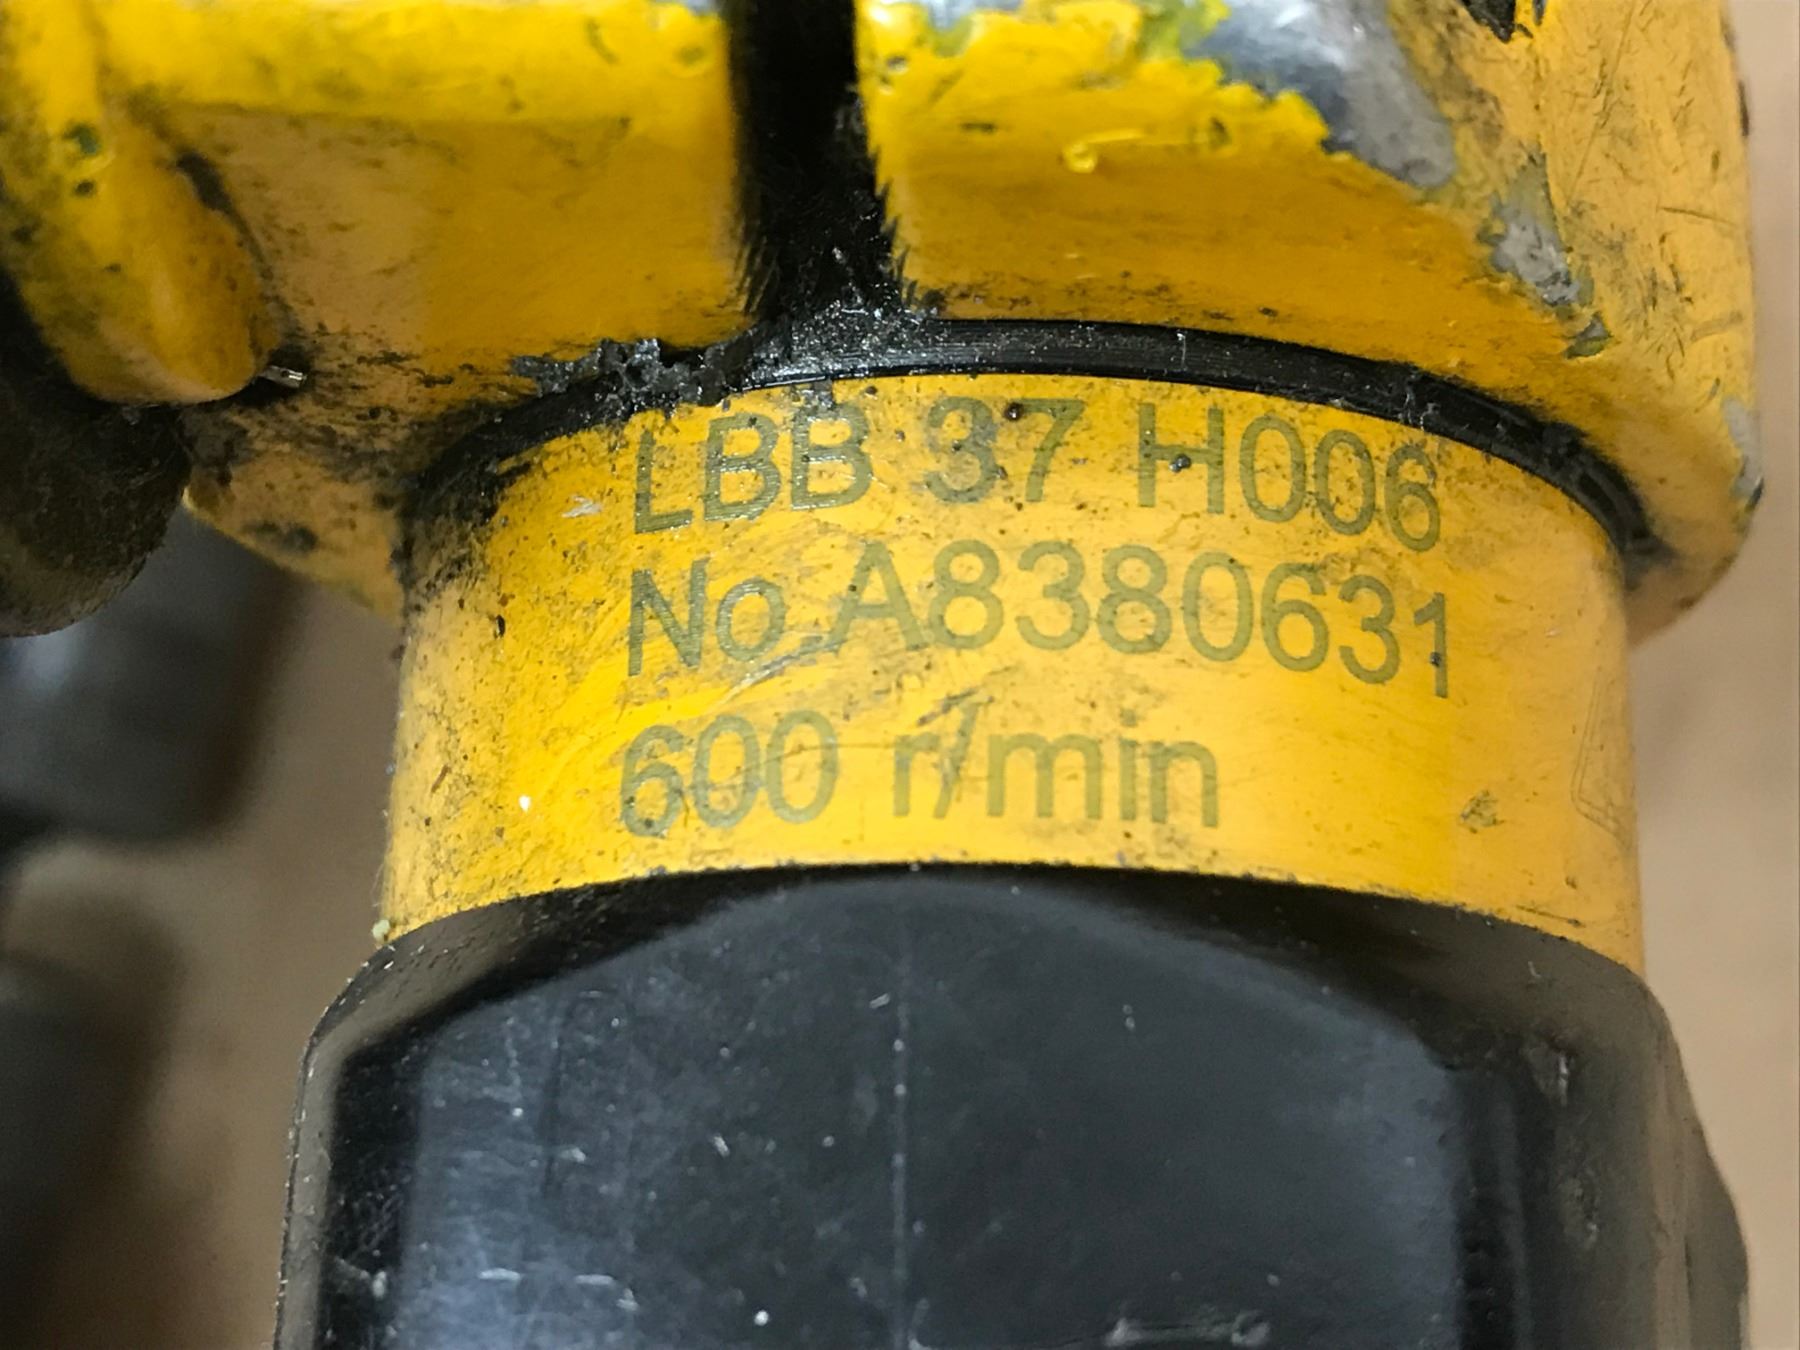 LBB 37 H006
No A8380631
600 r/min